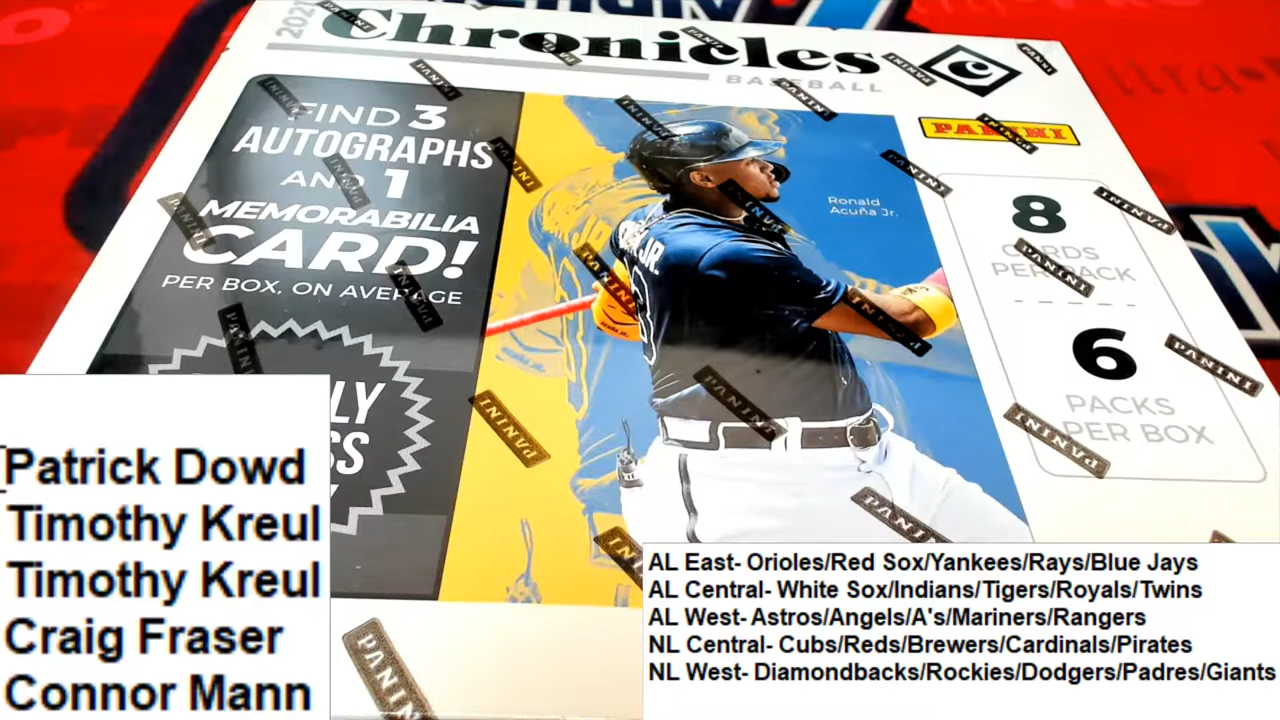 2021
Chronicles
BASEBALL
C
PANINI
FIND 3
AUTOGRAPHS
AND 1
MEMORABILIA
CARD!
PER BOX, ON AVERAGE
Ronald
Acuña Jr.
JR.
8
CARDS
PER PACK
6
PACKS
PER BOX
PANINI
Patrick Dowd
Timothy Kreul
Timothy Kreul
Craig Fraser
Connor Mann
AL East- Orioles/Red Sox/Yankees/Rays/Blue Jays
AL Central- White Sox/Indians/Tigers/Royals/Twins
AL West- Astros/Angels/A's/Mariners/Rangers
NL Central- Cubs/Reds/Brewers/Cardinals/Pirates
NL West- Diamondbacks/Rockies/Dodgers/Padres/Giants